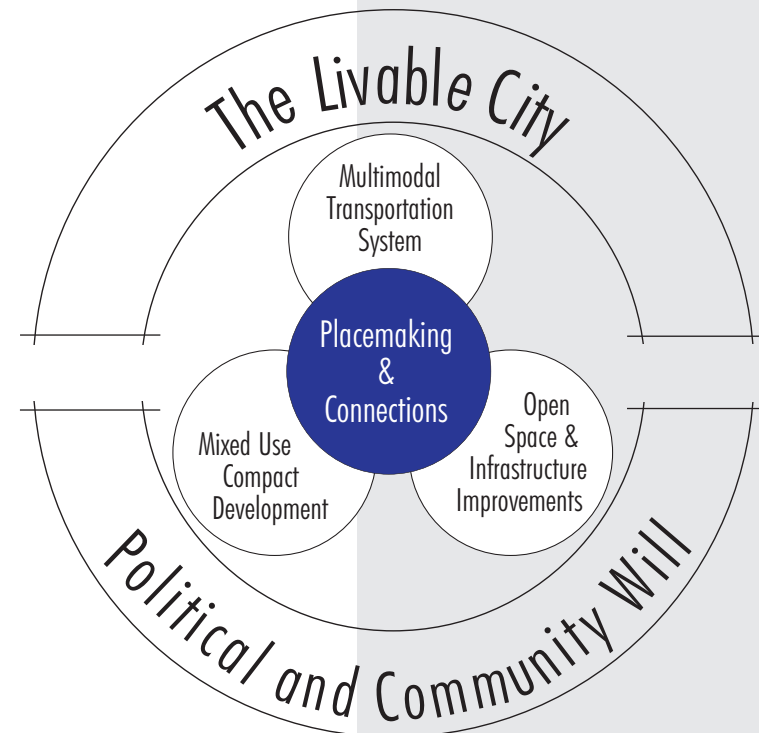 The Livable City
Multimodal
Transportation
System
Placemaking
&
Connections
Mixed Use
Compact
Development
Open
Space &
Infrastructure
Improvements
Political and Community Will